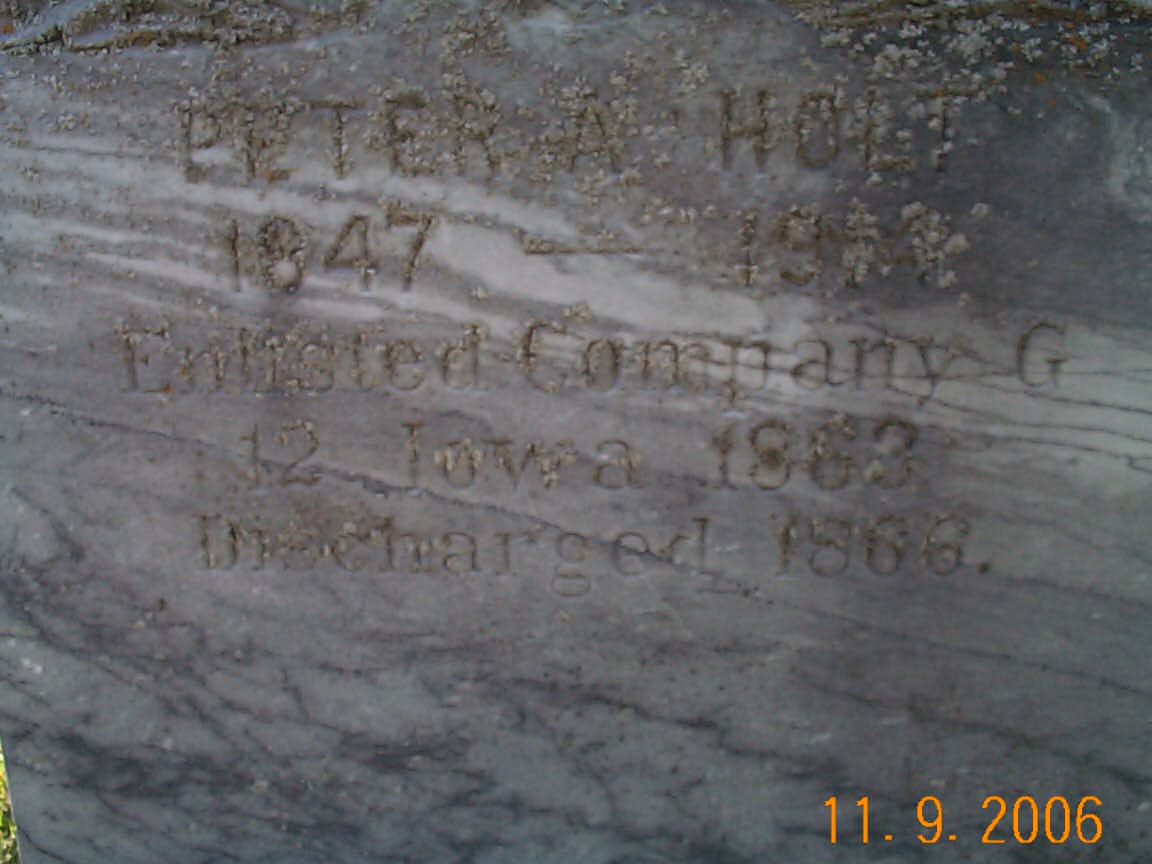 PETER A HOLT
1847 — 1914
Enlisted Company G
12 Iowa 1863
Discharged 1866.
11. 9. 2006